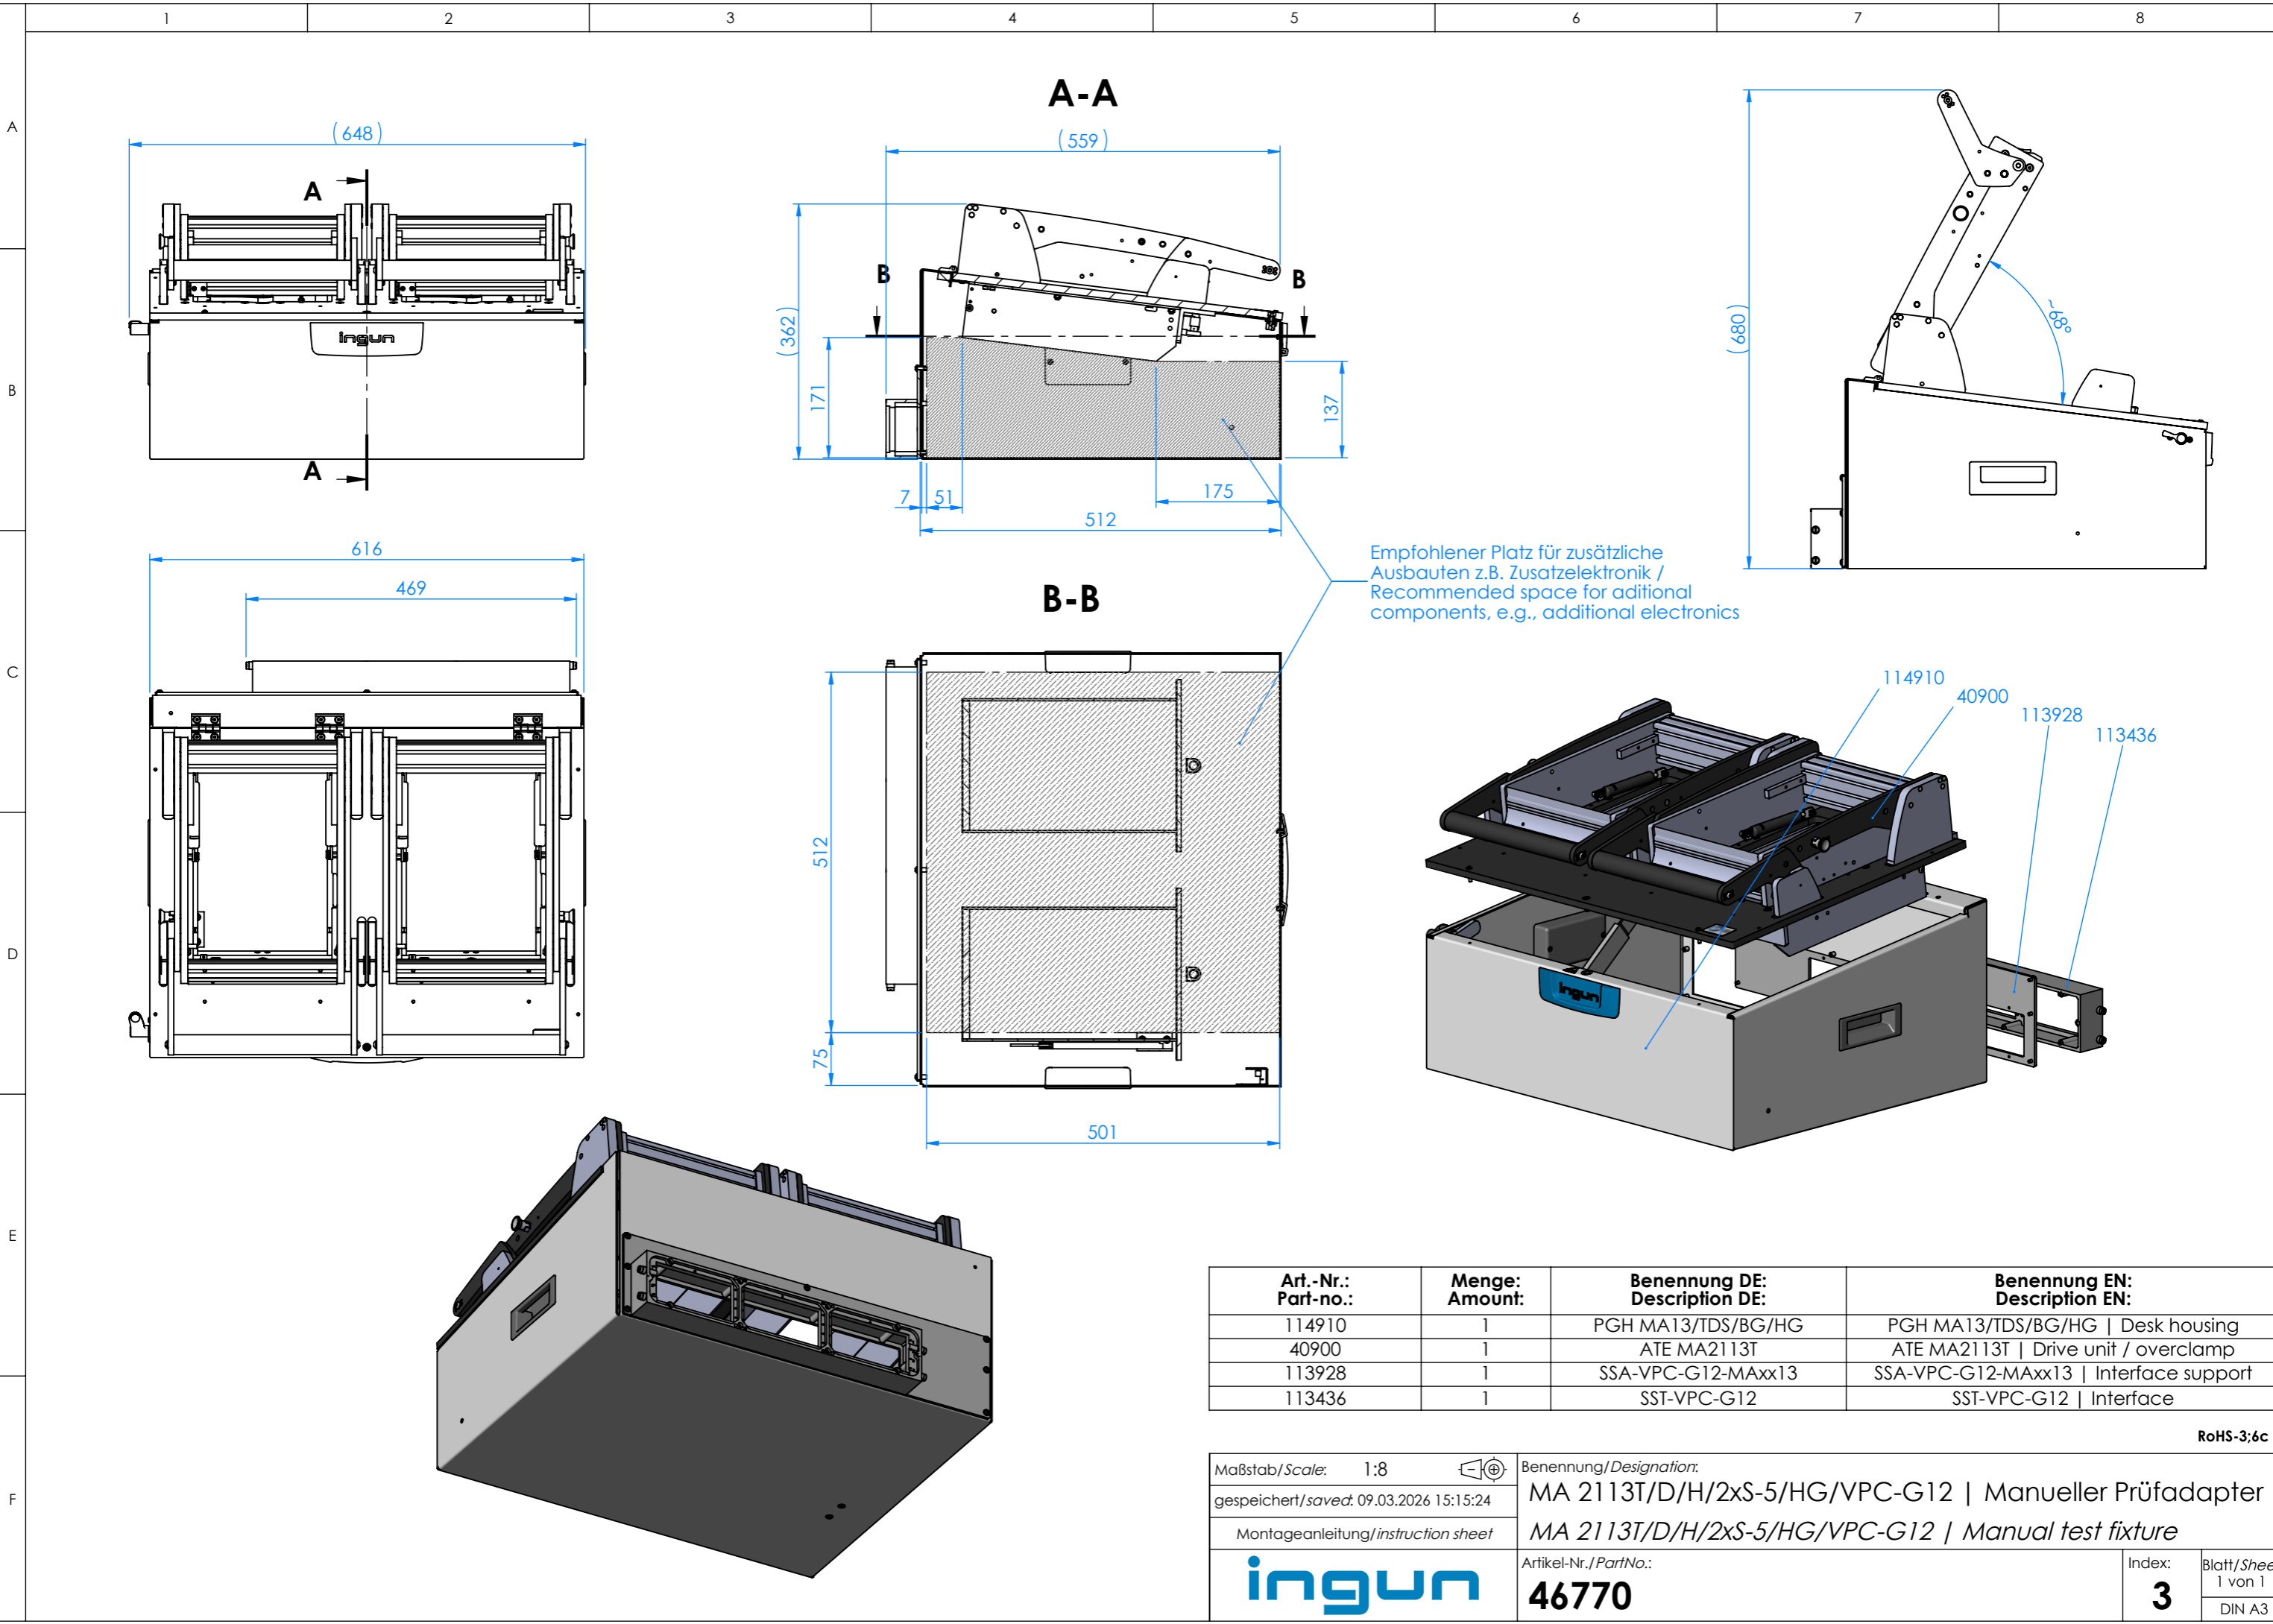 1 2 3 4 5 6 7 8
A
B
C
D
E
F
(648)
A
ingun
A
A-A
(559)
(362)
B
B
171
137
7
51
175
512
(680)
~68°
616
469
Empfohlener Platz für zusätzliche
Ausbauten z.B. Zusatzelektronik /
Recommended space for aditional
components, e.g., additional electronics
B-B
512
75
501
114910
40900
113928
113436
ingun
Art.-Nr.: Menge: Benennung DE: Benennung EN:
Part-no.: Amount: Description DE: Description EN:
114910 1 PGH MA13/TDS/BG/HG PGH MA13/TDS/BG/HG | Desk housing
40900 1 ATE MA2113T ATE MA2113T | Drive unit / overclamp
113928 1 SSA-VPC-G12-MAxx13 SSA-VPC-G12-MAxx13 | Interface support
113436 1 SST-VPC-G12 SST-VPC-G12 | Interface
RoHS-3;6c
Maßstab/Scale: 1:8
gespeichert/saved: 09.03.2026 15:15:24
Montageanleitung/instruction sheet
Benennung/Designation:
MA 2113T/D/H/2xS-5/HG/VPC-G12 | Manueller Prüfadapter
MA 2113T/D/H/2xS-5/HG/VPC-G12 | Manual test fixture
ingun
Artikel-Nr./PartNo.:
46770
Index:
3
Blatt/Shee
1 von 1
DIN A3